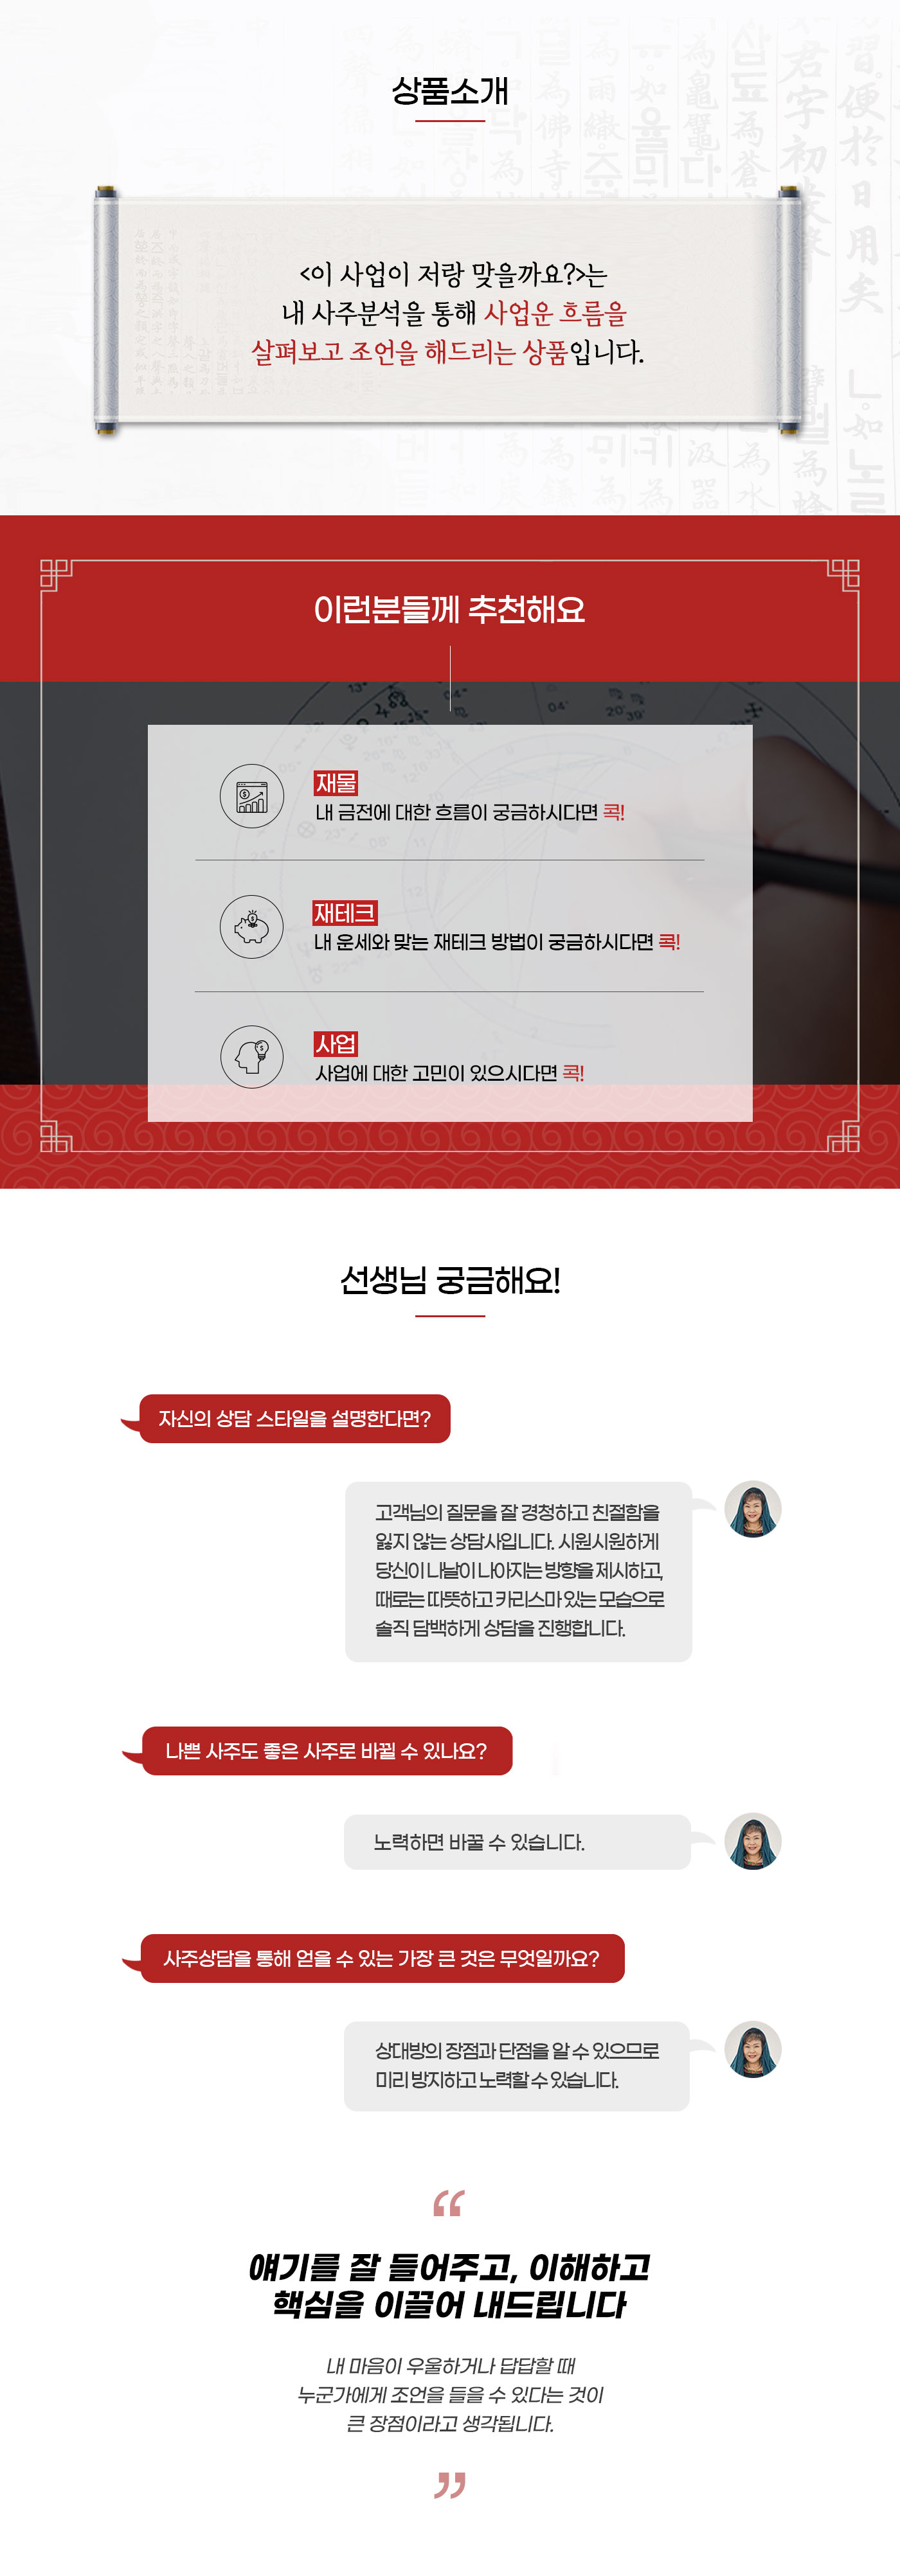 상품소개
<이 사업이 저랑 맞을까요?>는
내 사주분석을 통해 사업운 흐름을
살펴보고 조언을 해드리는 상품입니다.
이런분들께 추천해요
재물
내 금전에 대한 흐름이 궁금하시다면 콕!
재테크
내 운세와 맞는 재테크 방법이 궁금하시다면 콕!
사업
사업에 대한 고민이 있으시다면 콕!
선생님 궁금해요!
자신의 상담 스타일을 설명한다면?
고객님의 질문을 잘 경청하고 친절함을
잃지 않는 상담사입니다. 시원시원하게
당신이 내날이 나아지는 방향을 제시하고,
때로는 따뜻하고 카리스마 있는 모습으로
솔직 담백하게 상담을 진행합니다.
나쁜 사주도 좋은 사주로 바뀔 수 있나요?
노력하면 바꿀 수 있습니다.
사주상담을 통해 얻을 수 있는 가장 큰 것은 무엇일까요?
상대방의 장점과 단점을 알 수 있으므로
미리 방지하고 노력할 수 있습니다.
“
얘기를 잘 들어주고, 이해하고
핵심을 이끌어 내드립니다
내 마음이 우울하거나 답답할 때
누군가에게 조언을 들을 수 있다는 것이
큰 장점이라고 생각됩니다.
”